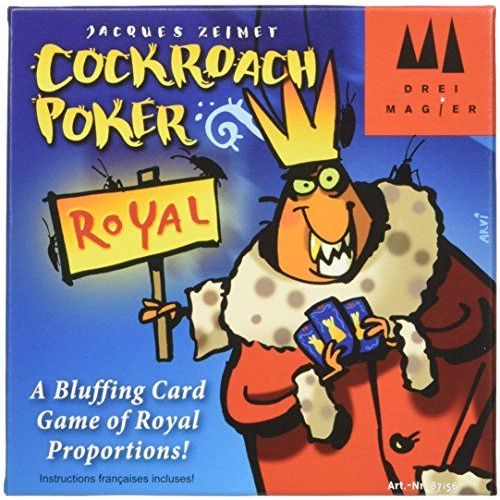 JACQUES ZEIMET
COCKROACH
POKER
DREI
MAGIER
ROYAL
ARVi
A Bluffing Card
Game of Royal
Proportions!
Instructions françaises incluses!
Art.-Nr. 87156